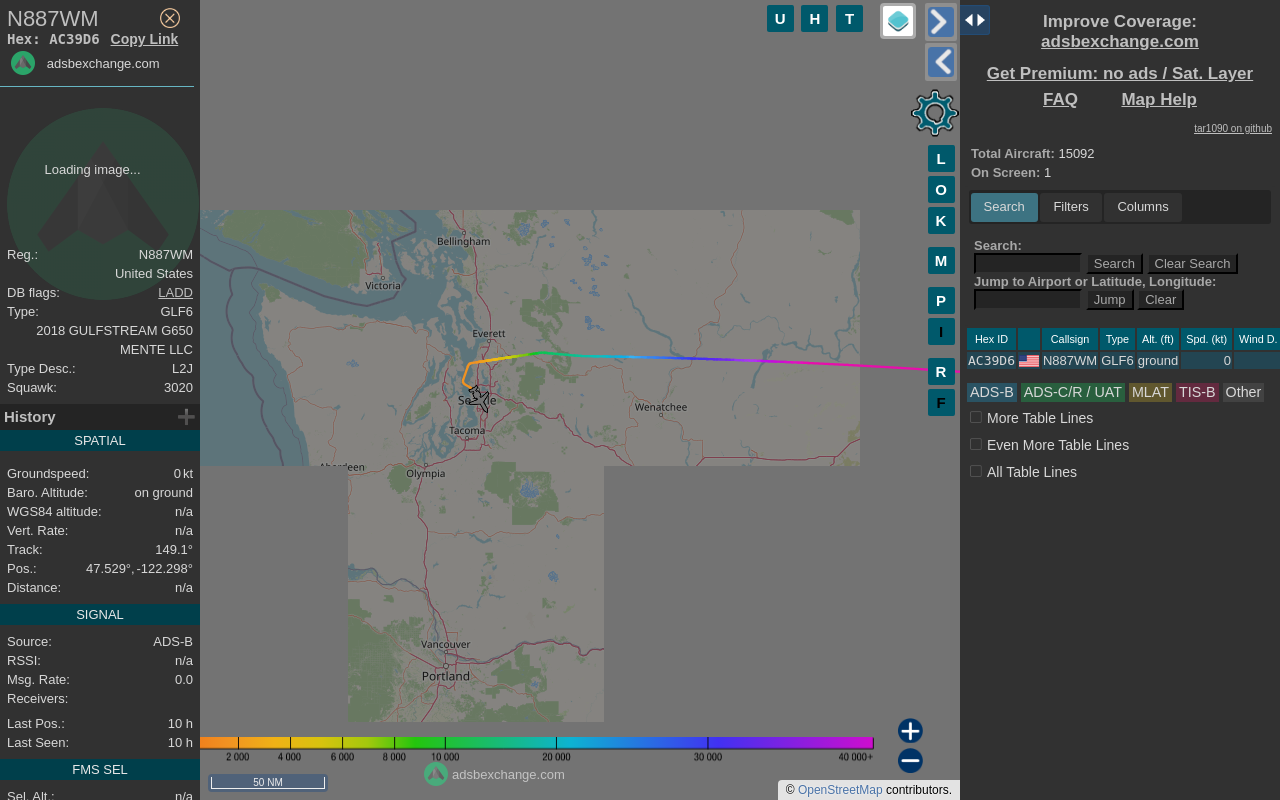 N887WM
Hex: AC39D6 Copy Link
adsbexchange.com
Loading image...
Reg.: N887WM
United States
DB flags: LADD
Type: GLF6
2018 GULFSTREAM G650
MENTE LLC
Type Desc.: L2J
Squawk: 3020
History
SPATIAL
Groundspeed: 0 kt
Baro. Altitude: on ground
WGS84 altitude: n/a
Vert. Rate: n/a
Track: 149.1°
Pos.: 47.529°, -122.298°
Distance: n/a
SIGNAL
Source: ADS-B
RSSI: n/a
Msg. Rate: 0.0
Receivers:
Last Pos.: 10 h
Last Seen: 10 h
FMS SEL
Sel. Alt.: n/a
U H T
L
O
K
M
P
I
R
F
Bellingham
Victoria
Everett
Seattle
Wenatchee
Tacoma
Aberdeen
Olympia
Vancouver
Portland
2 000 4 000 6 000 8 000 10 000 20 000 30 000 40 000+
adsbexchange.com
50 NM
© OpenStreetMap contributors.
Improve Coverage:
adsbexchange.com
Get Premium: no ads / Sat. Layer
FAQ Map Help
tar1090 on github
Total Aircraft: 15092
On Screen: 1
Search Filters Columns
Search:
Search Clear Search
Jump to Airport or Latitude, Longitude:
Jump Clear
Hex ID Callsign Type Alt. (ft) Spd. (kt) Wind D.
AC39D6 N887WM GLF6 ground 0
ADS-B ADS-C/R / UAT MLAT TIS-B Other
More Table Lines
Even More Table Lines
All Table Lines